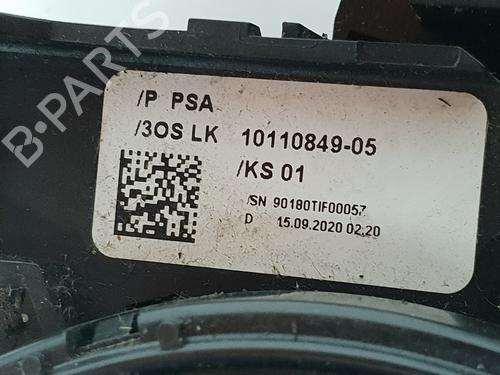 /P PSA
/3OS LK 10110849-05
/KS 01
/SN 90180TIF00057
D 15.09.2020 02.20
B-PARTS